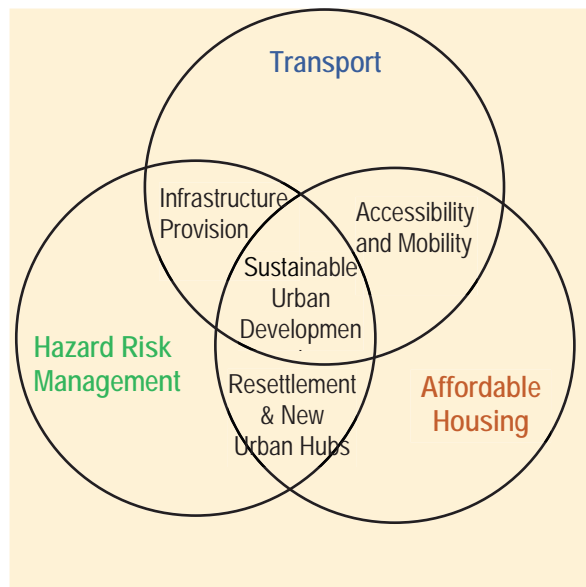 Transport
Infrastructure
Provision
Accessibility
and Mobility
Sustainable
Urban
Developmen
Hazard Risk
Management
Resettlement
& New
Urban Hubs
Affordable
Housing